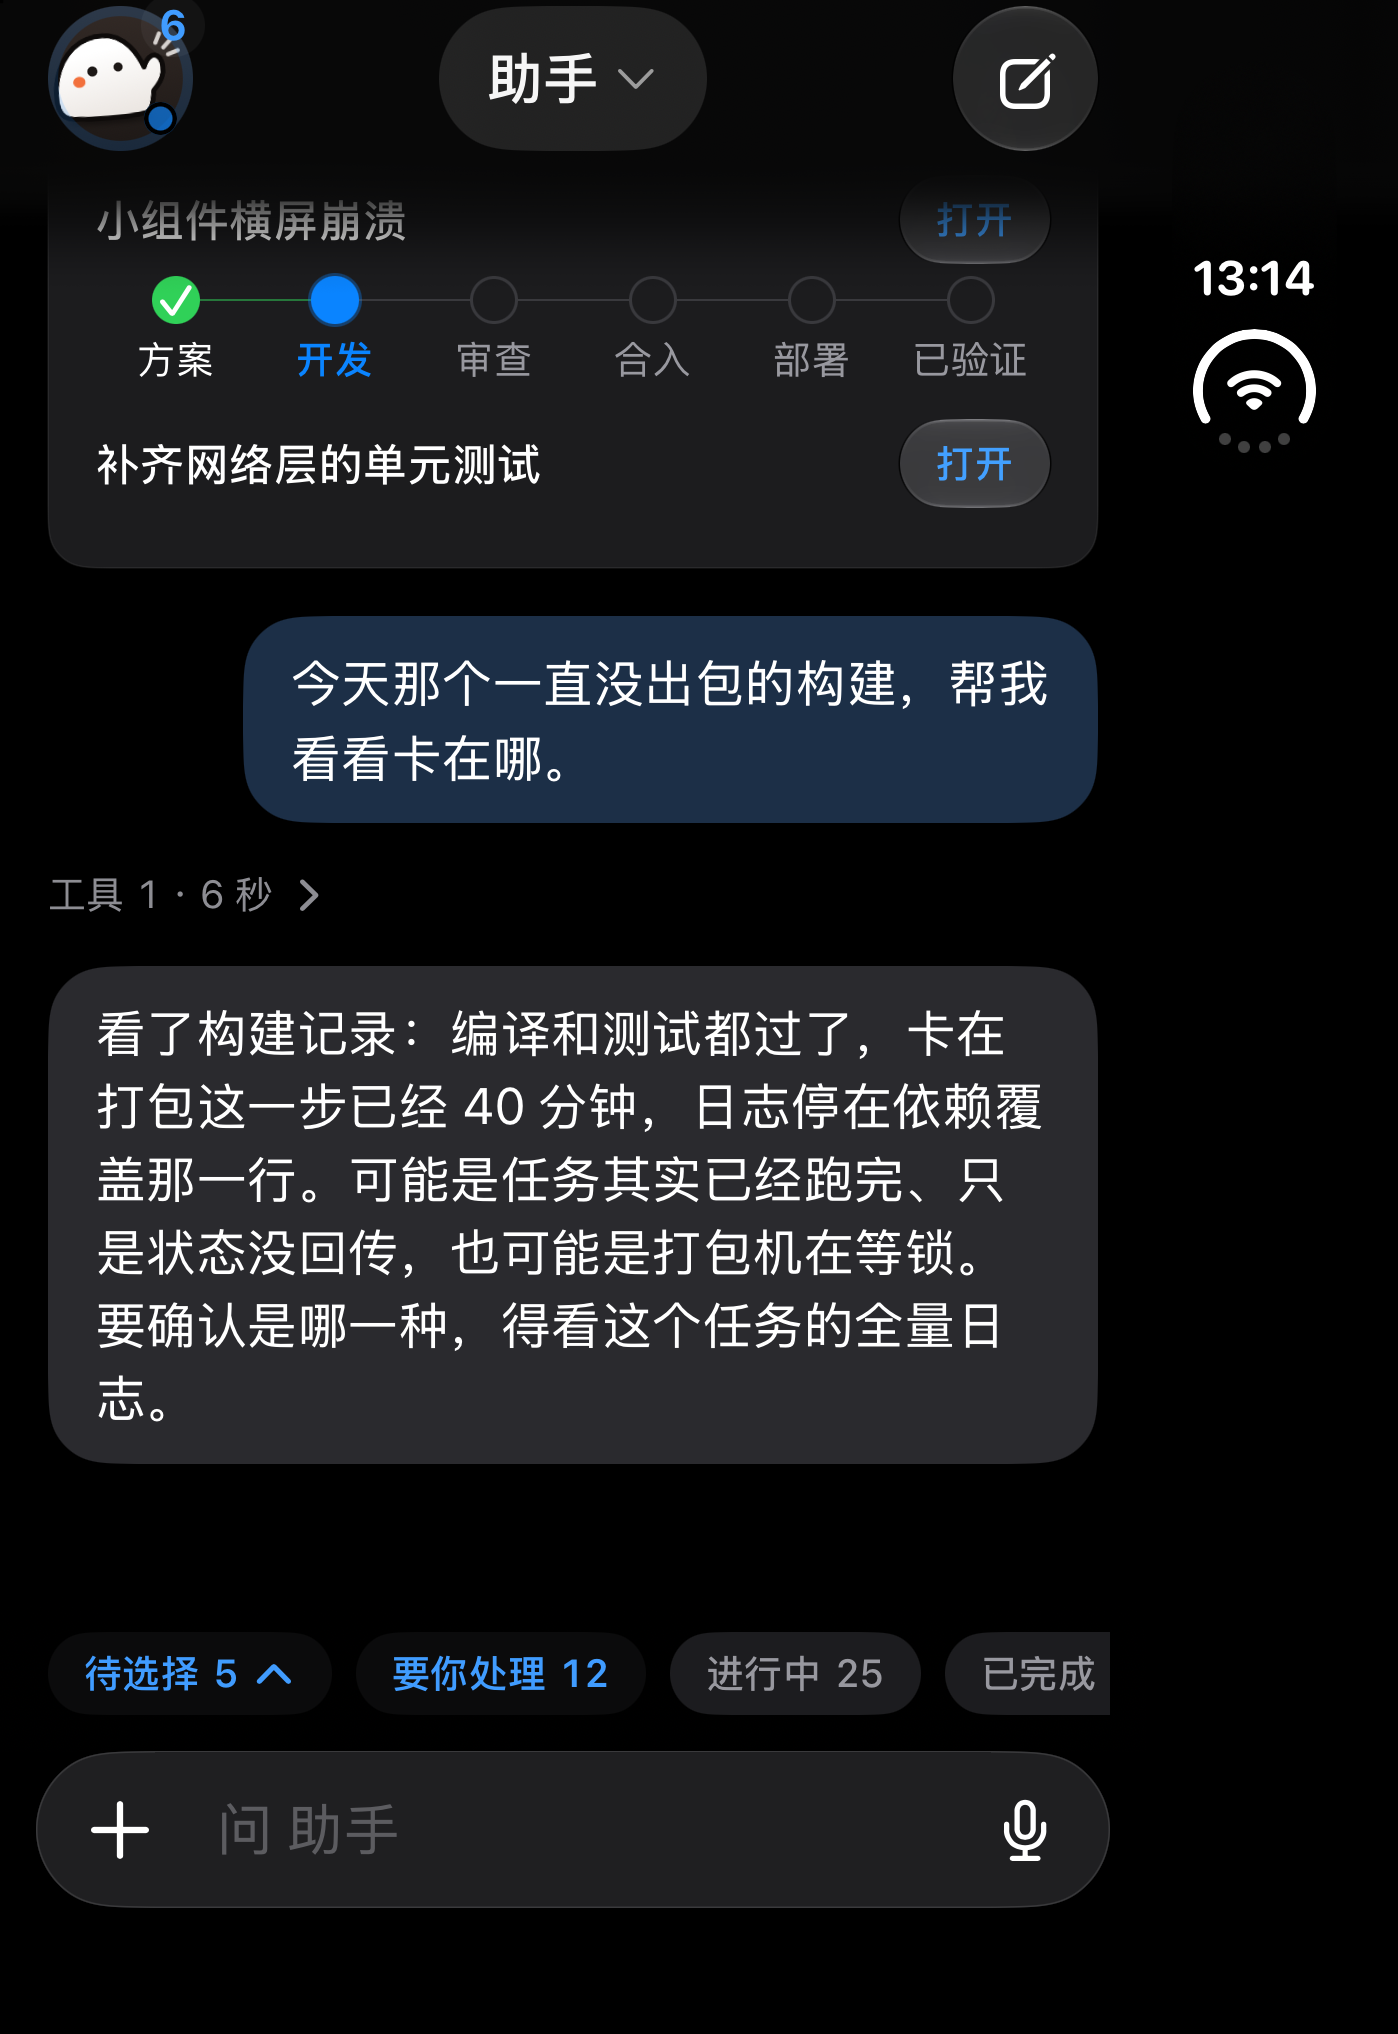 6
助手
小组件横屏崩溃
打开
13:14
方案
开发
审查
合入
部署
已验证
补齐网络层的单元测试
打开
今天那个一直没出包的构建，帮我
看看卡在哪。
工具 1 · 6 秒
看了构建记录：编译和测试都过了，卡在
打包这一步已经 40 分钟，日志停在依赖覆
盖那一行。可能是任务其实已经跑完、只
是状态没回传，也可能是打包机在等锁。
要确认是哪一种，得看这个任务的全量日
志。
待选择 5
要你处理 12
进行中 25
已完成
问 助手